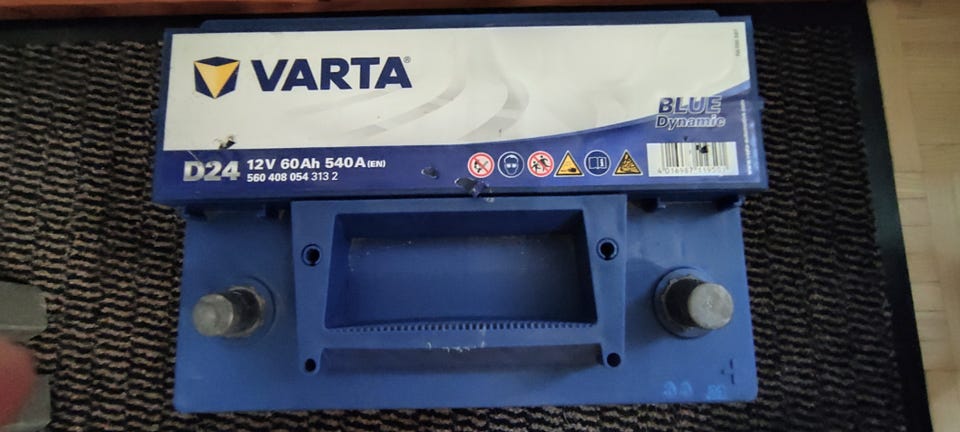 VARTA®
BLUE
Dynamic
D24
12V 60Ah 540A (EN)
560 408 054 313 2